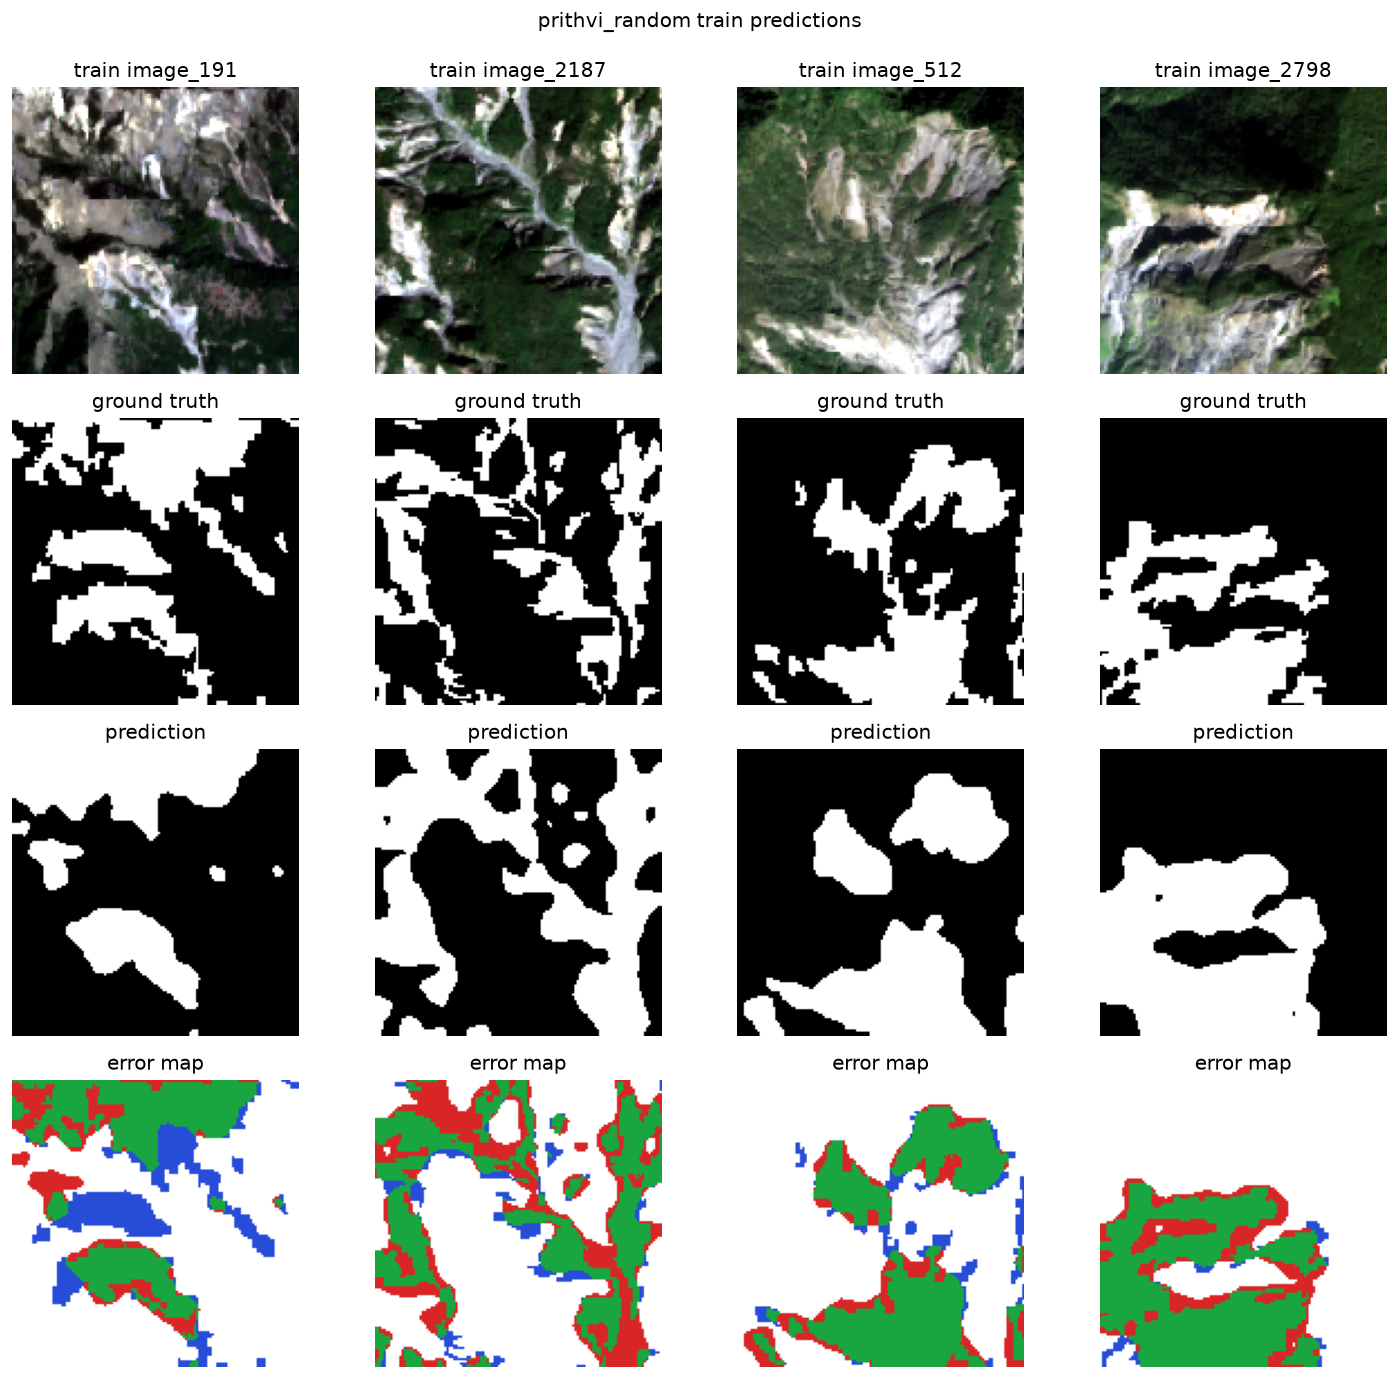 prithvi_random train predictions
train image_191
train image_2187
train image_512
train image_2798
ground truth
ground truth
ground truth
ground truth
prediction
prediction
prediction
prediction
error map
error map
error map
error map